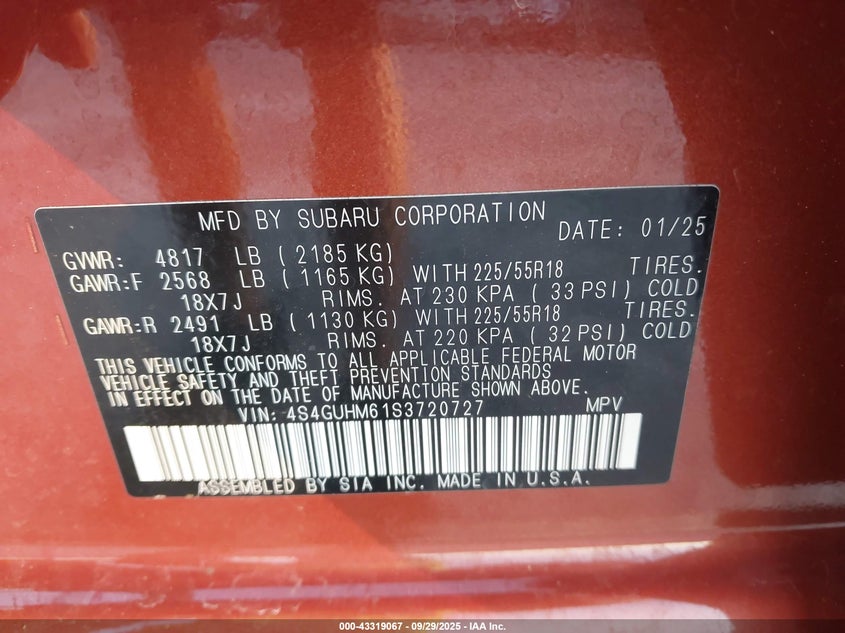 MFD BY SUBARU CORPORATION DATE: 01/25
GVWR: 4817 LB ( 2185 KG)
GAWR:F 2568 LB ( 1165 KG) WITH 225/55R18 TIRES.
18X7J RIMS. AT 230 KPA ( 33 PSI) COLD
GAWR:R 2491 LB ( 1130 KG) WITH 225/55R18 TIRES.
18X7J RIMS. AT 220 KPA ( 32 PSI) COLD
THIS VEHICLE CONFORMS TO ALL APPLICABLE FEDERAL MOTOR
VEHICLE SAFETY AND THEFT PREVENTION STANDARDS
IN EFFECT ON THE DATE OF MANUFACTURE SHOWN ABOVE.
VIN: 4S4GUHM61S3720727 MPV
ASSEMBLED BY SIA INC. MADE IN U.S.A.
000-43319067 - 09/29/2025 - IAA Inc.